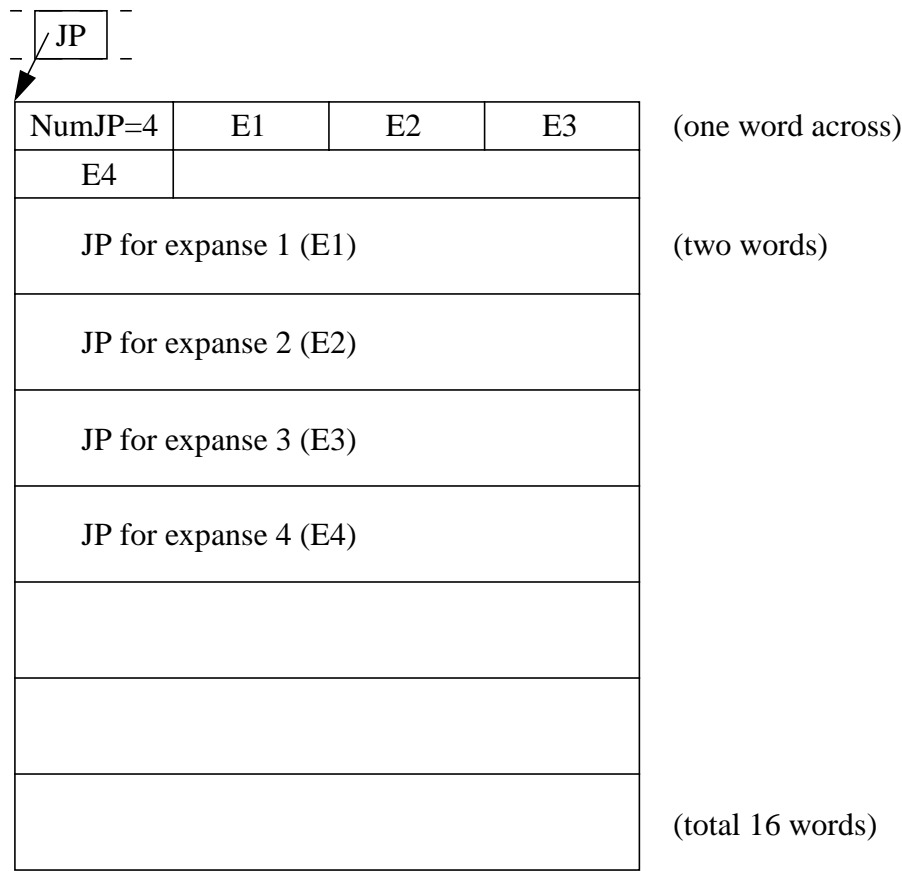 JP
NumJP=4 E1 E2 E3 (one word across)
E4
JP for expanse 1 (E1) (two words)
JP for expanse 2 (E2)
JP for expanse 3 (E3)
JP for expanse 4 (E4)
(total 16 words)